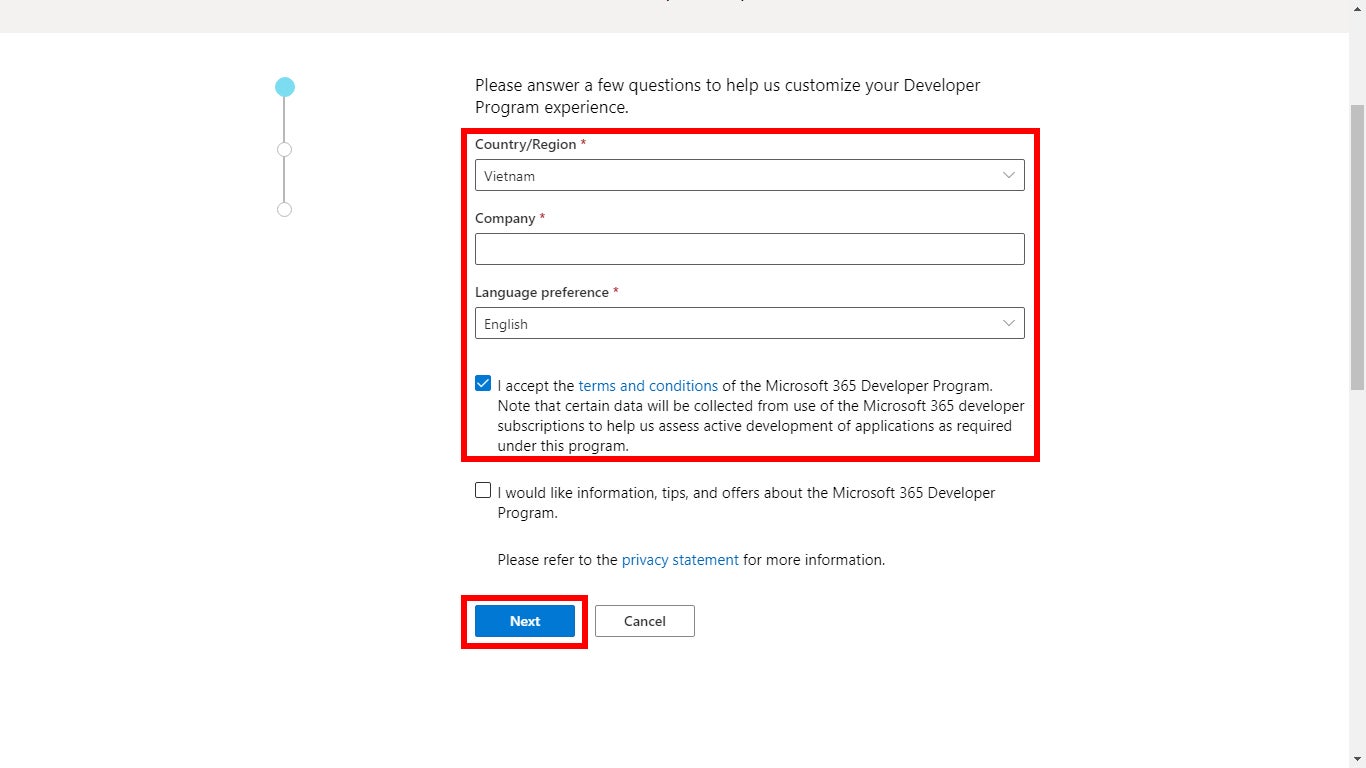 Please answer a few questions to help us customize your Developer
Program experience.
Country/Region *
Vietnam
Company *
Language preference *
English
I accept the terms and conditions of the Microsoft 365 Developer Program.
Note that certain data will be collected from use of the Microsoft 365 developer
subscriptions to help us assess active development of applications as required
under this program.
I would like information, tips, and offers about the Microsoft 365 Developer
Program.
Please refer to the privacy statement for more information.
Next
Cancel